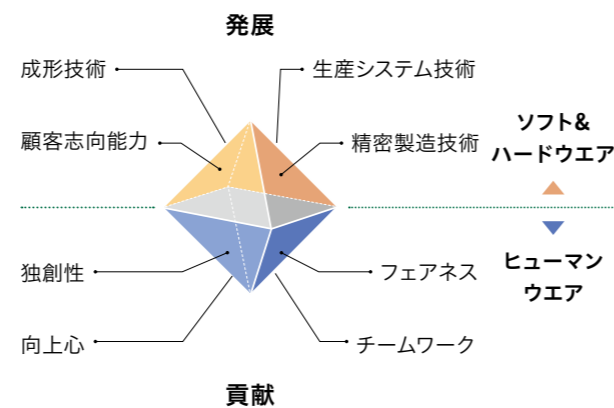 発展
成形技術
生産システム技術
顧客志向能力
精密製造技術
ソフト&
ハードウエア
ヒューマン
ウエア
独創性
フェアネス
向上心
チームワーク
貢献